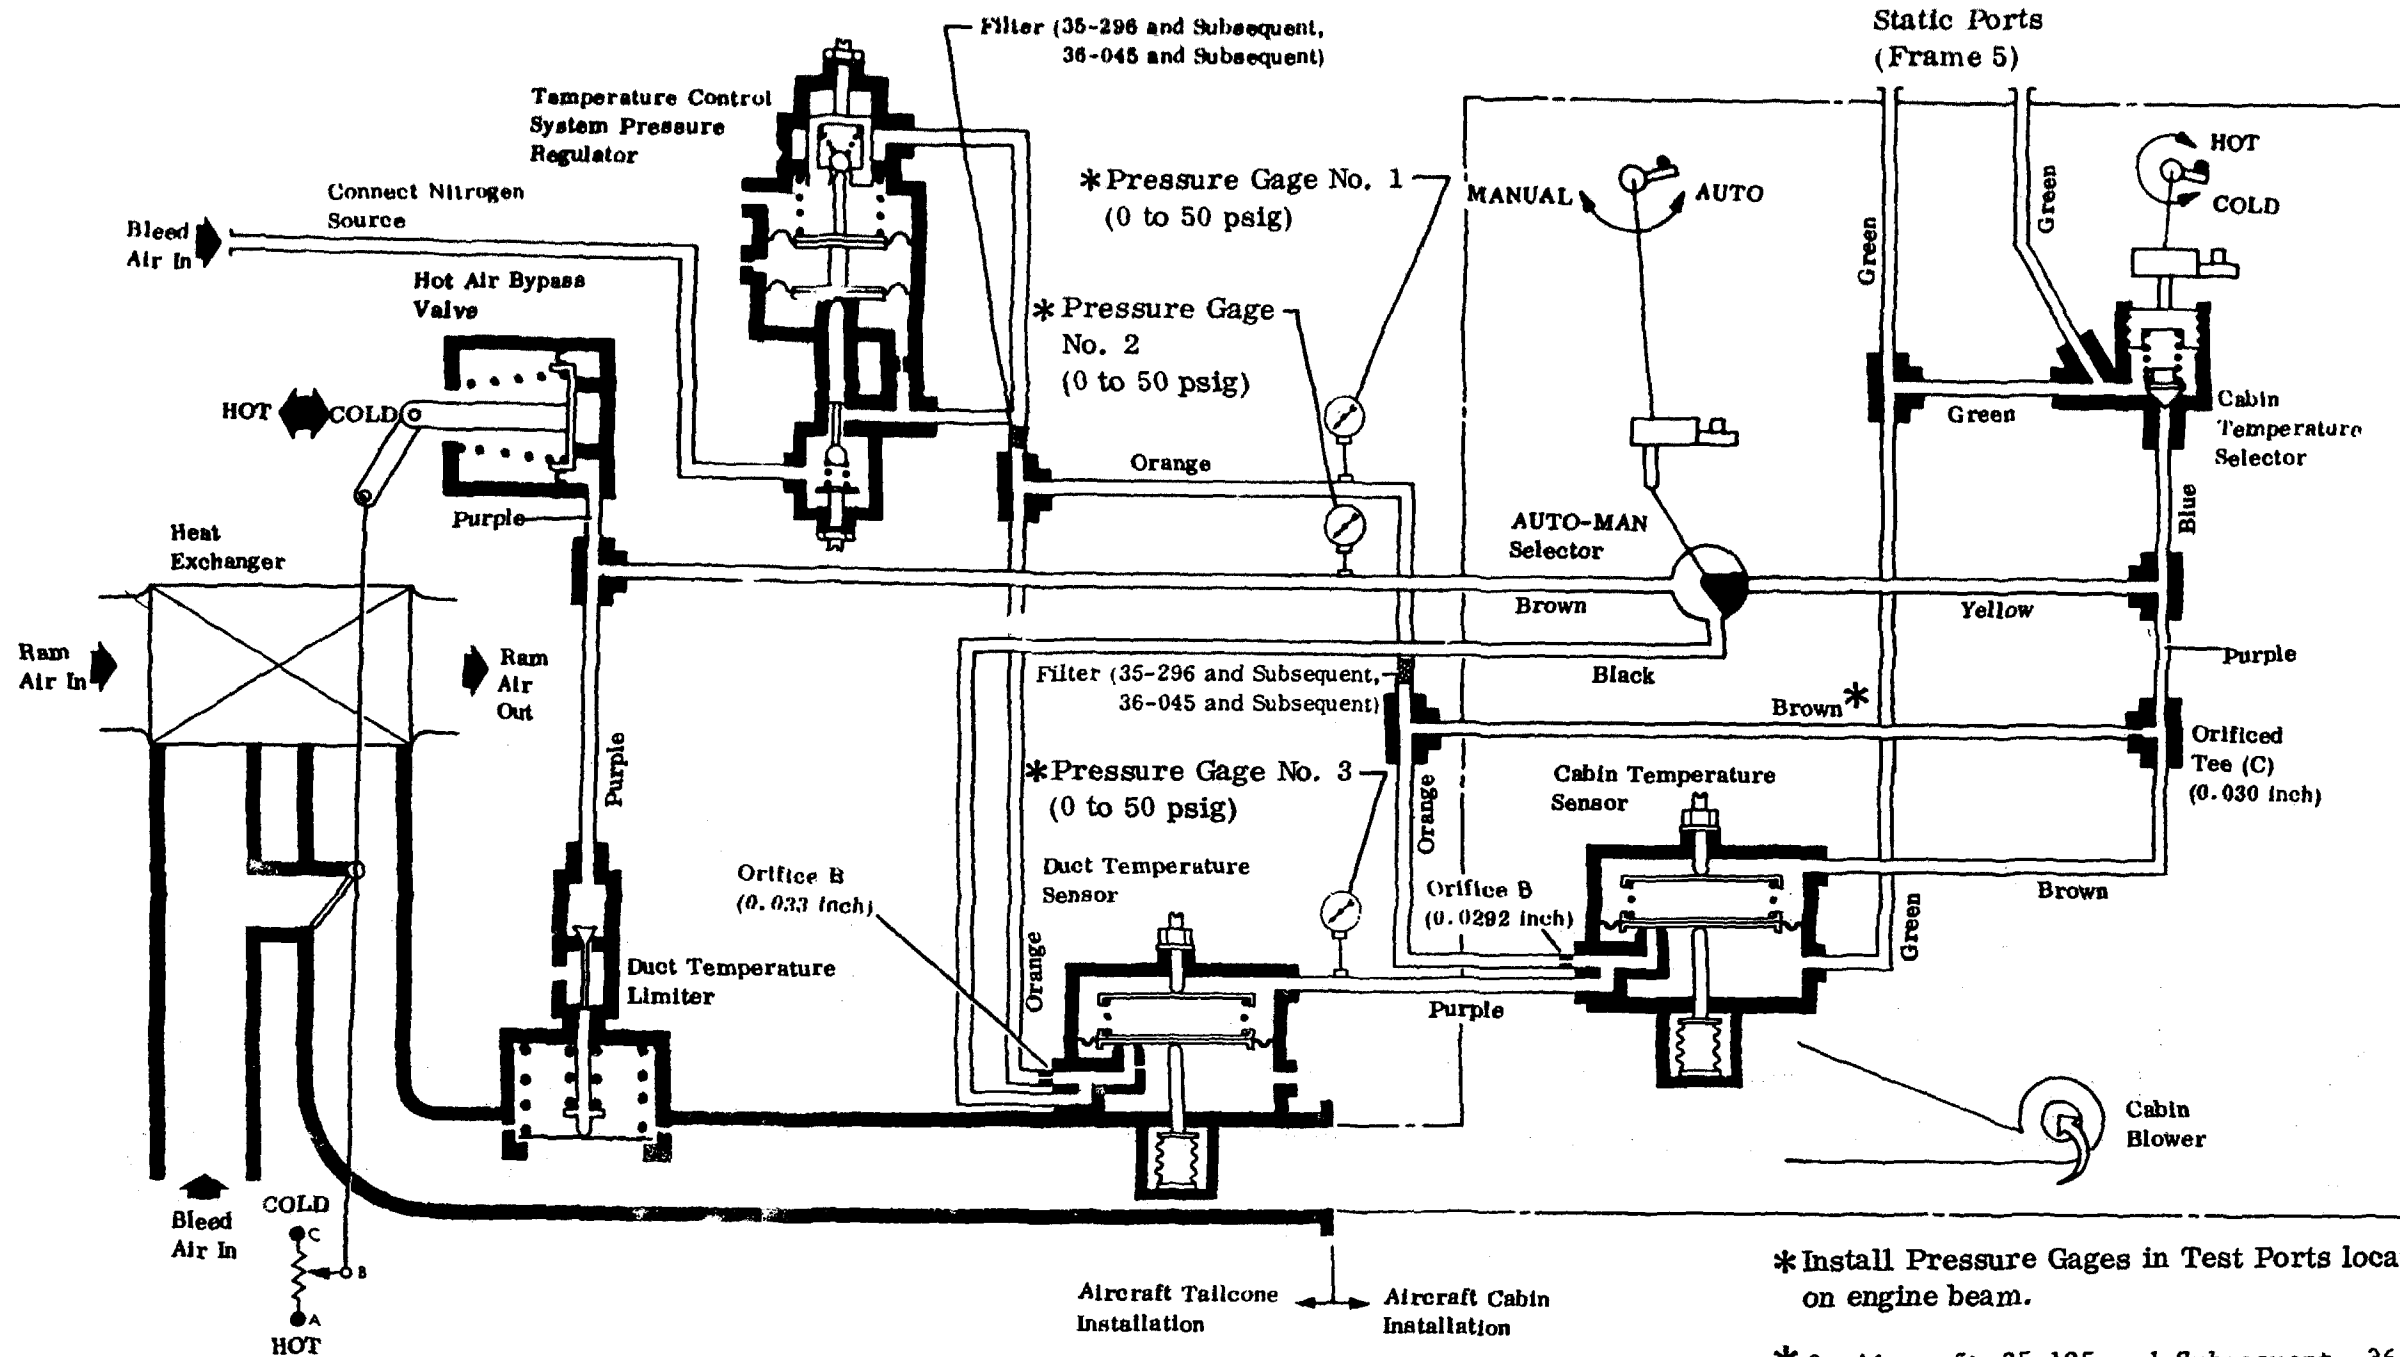 Filter (35-296 and Subsequent,
36-045 and Subsequent)
Static Ports
(Frame 5)
Temperature Control
System Pressure
Regulator
HOT
COLD
Green
Green
*Pressure Gage No. 1
(0 to 50 psig)
MANUAL
AUTO
Connect Nitrogen
Source
Bleed
Air In
Hot Air Bypass
Valve
*Pressure Gage
No. 2
(0 to 50 psig)
HOT
COLD
Green
Cabin
Temperature
Selector
Orange
Blue
Purple
AUTO-MAN
Selector
Heat
Exchanger
Brown
Yellow
Ram
Air In
Ram
Air
Out
Black
Purple
Filter (35-296 and Subsequent,
36-045 and Subsequent)
Brown*
Purple
Orificed
Tee (C)
(0.030 inch)
*Pressure Gage No. 3
(0 to 50 psig)
Orange
Cabin Temperature
Sensor
Orifice B
(0.033 inch)
Duct Temperature
Sensor
Orifice B
(0.0292 inch)
Brown
Green
Orange
Duct Temperature
Limiter
Purple
Cabin
Blower
Bleed
Air In
COLD
C
B
A
HOT
Aircraft Tailcone
Installation
Aircraft Cabin
Installation
*Install Pressure Gages in Test Ports loca
on engine beam.